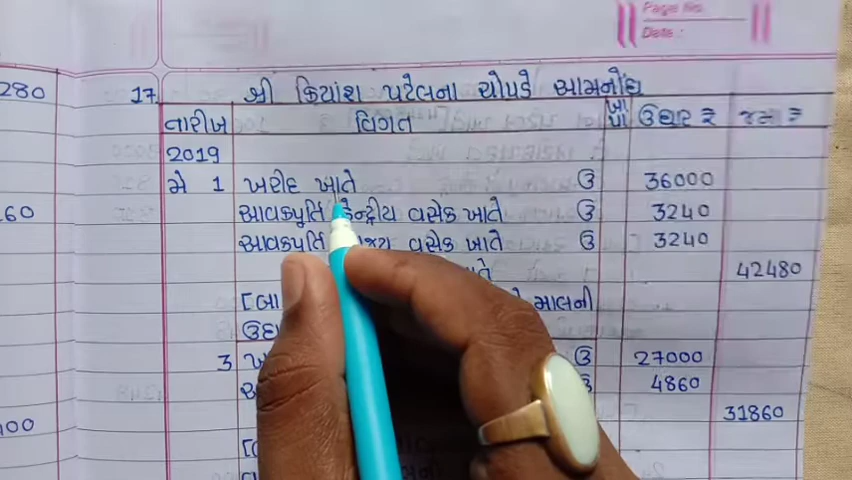 Page No.
Date :
280
17 શ્રી ક્રિયાંશ પટેલના ચોપડે આમનોંધ
તારીખ વિગત ખા પા ઉધાર ₹ જમા ₹
2019
મે 1 ખરીદ ખાતે ઉ 36000
60 આવકપૂર્તિ કેન્દ્રીય વસેક ખાતે ઉ 3240
આવકપૂર્તિ વસેક ખાતે ઉ 3240
42480
માલની
3 ઉ 27000
4860
31860
00